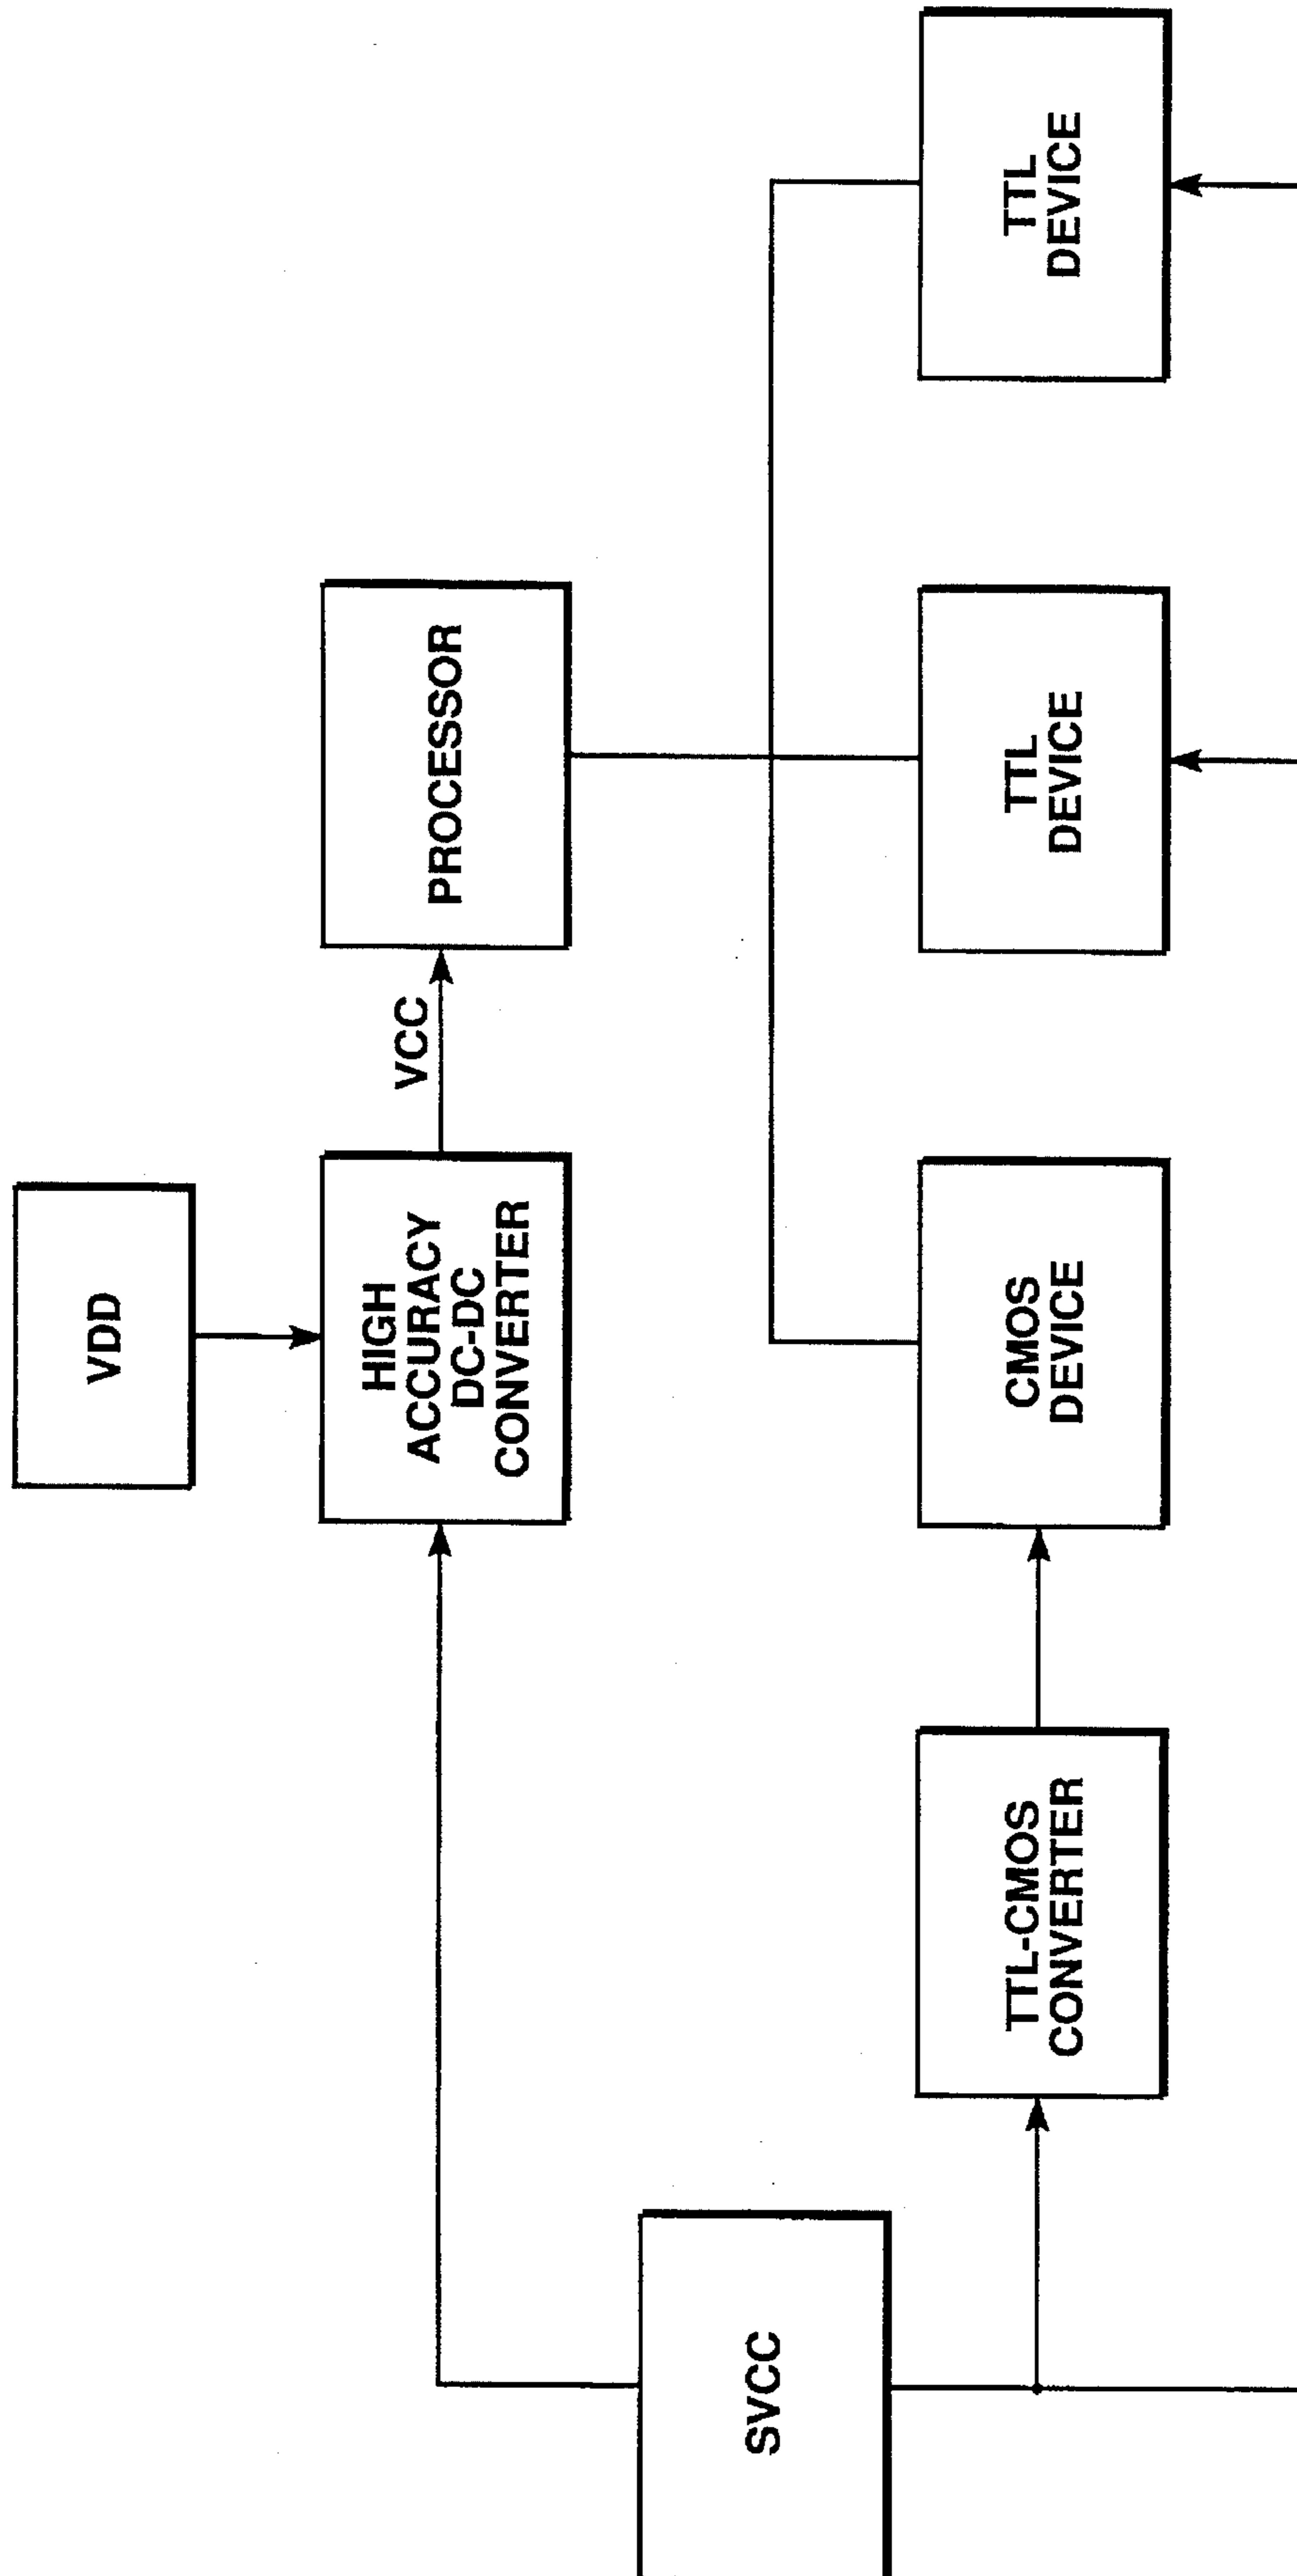 VDD
HIGH
ACCURACY
DC-DC
CONVERTER
VCC
PROCESSOR
SVCC
TTL-CMOS
CONVERTER
CMOS
DEVICE
TTL
DEVICE
TTL
DEVICE